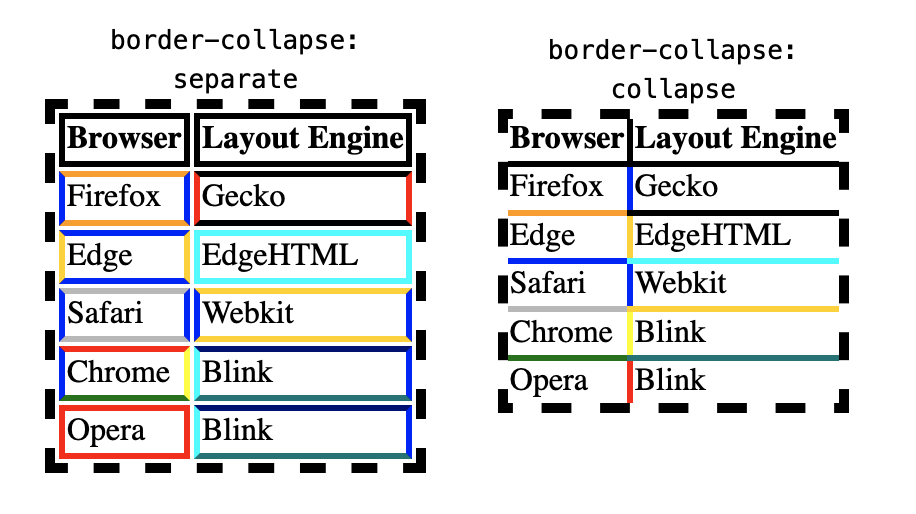 border-collapse:
separate
Browser Layout Engine
Firefox Gecko
Edge EdgeHTML
Safari Webkit
Chrome Blink
Opera Blink
border-collapse:
collapse
Browser Layout Engine
Firefox Gecko
Edge EdgeHTML
Safari Webkit
Chrome Blink
Opera Blink